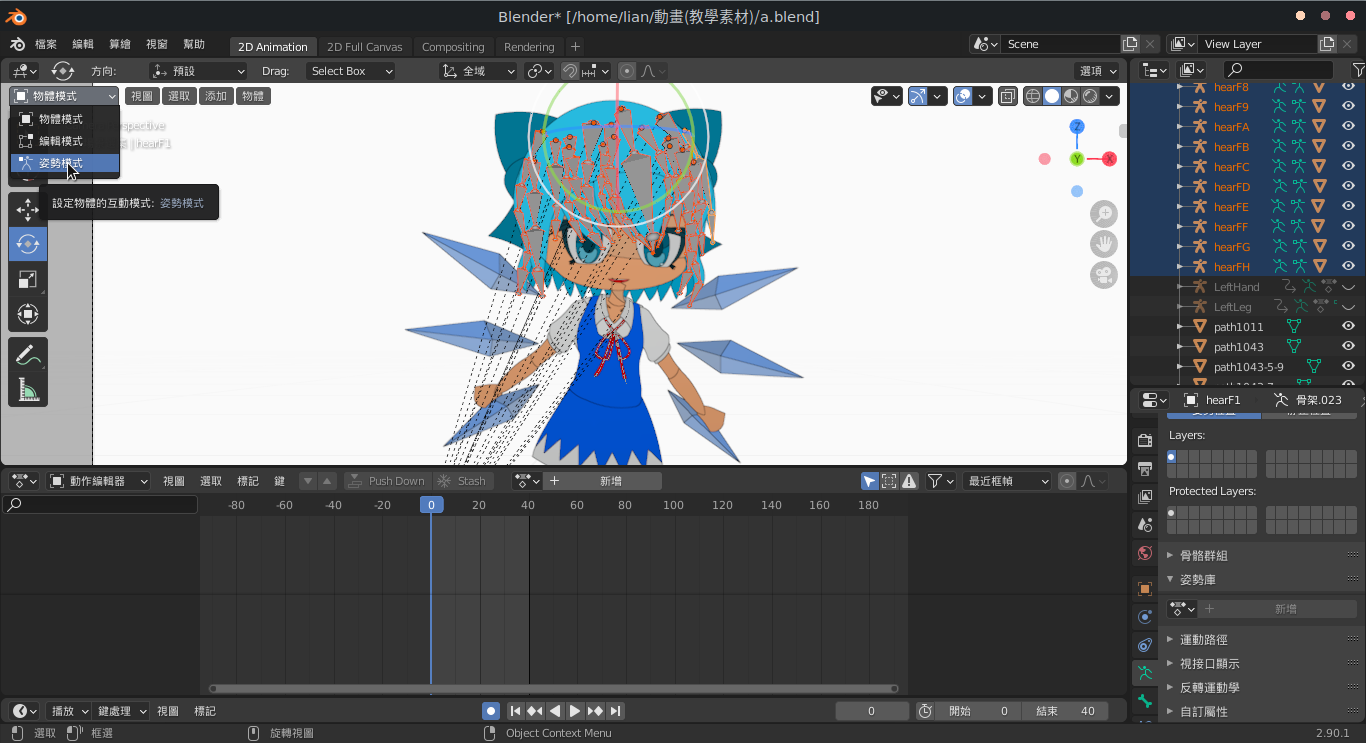 Blender* [/home/lian/動畫(教學素材)/a.blend]
檔案 編輯 算繪 視窗 幫助 2D Animation 2D Full Canvas Compositing Rendering + Scene View Layer
方向: 預設 Drag: Select Box 全域 選項
物體模式 視圖 選取 添加 物體
物體模式
編輯模式
姿勢模式
設定物體的互動模式: 姿勢模式
spective
| hearF1
Z
Y
X
hearF8
hearF9
hearFA
hearFB
hearFC
hearFD
hearFE
hearFF
hearFG
hearFH
LeftHand
LeftLeg
path1011
path1043
path1043-5-9
hearF1 骨架.023
Layers:
Protected Layers:
骨骼群組
姿勢庫
+ 新增
運動路徑
視接口顯示
反轉運動學
自訂屬性
動作編輯器 視圖 選取 標記 鍵 Push Down Stash + 新增 最近框幀
-80 -60 -40 -20 0 20 40 60 80 100 120 140 160 180
播放 鍵處理 視圖 標記 0 開始 0 結束 40
選取 框選 旋轉視圖 Object Context Menu 2.90.1